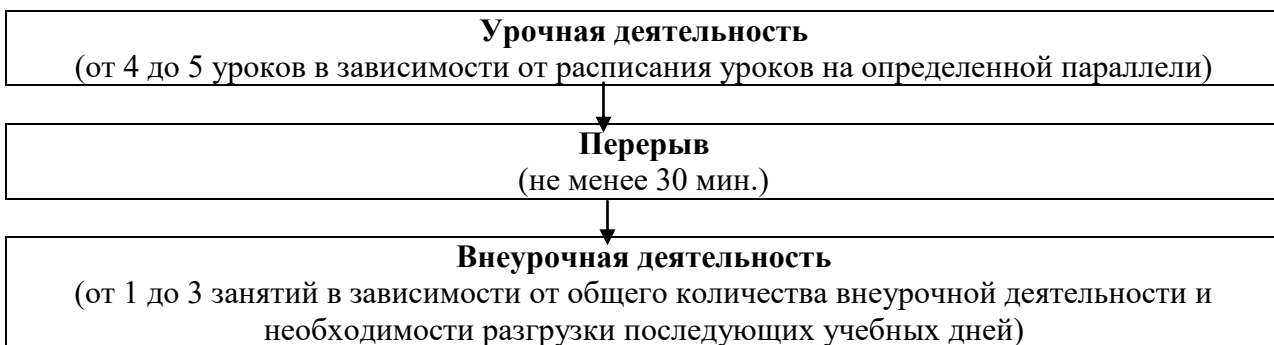 Урочная деятельность
(от 4 до 5 уроков в зависимости от расписания уроков на определенной параллели)
Перерыв
(не менее 30 мин.)
Внеурочная деятельность
(от 1 до 3 занятий в зависимости от общего количества внеурочной деятельности и
необходимости разгрузки последующих учебных дней)